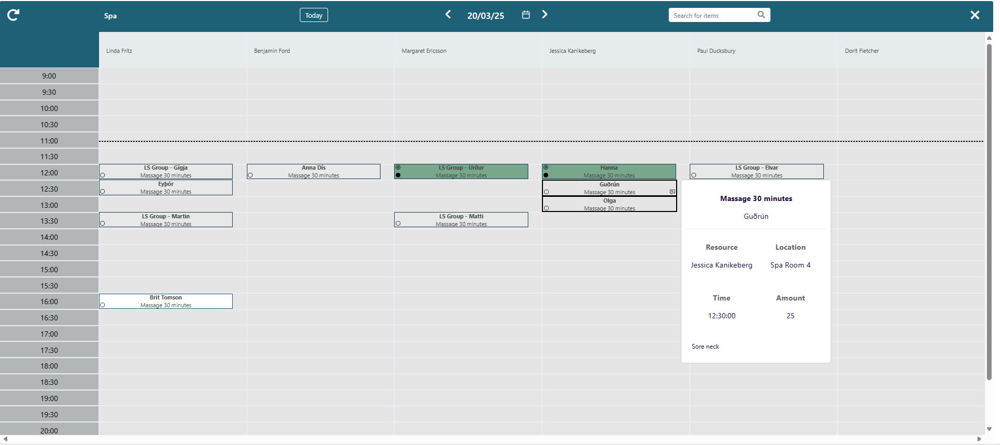 Spa
Today
20/03/25
Search for items
Linda Fritz
Benjamin Ford
Margaret Ericsson
Jessica Kanikeberg
Paul Ducksbury
Dorit Fletcher
9:00
9:30
10:00
10:30
11:00
11:30
12:00
12:30
13:00
13:30
14:00
14:30
15:00
15:30
16:00
16:30
17:00
17:30
18:00
18:30
19:00
19:30
20:00
LS Group - Gígja
Massage 30 minutes
Eyþór
Massage 30 minutes
LS Group - Martin
Massage 30 minutes
Brit Tomson
Massage 30 minutes
Anna Dís
Massage 30 minutes
LS Group - Urður
Massage 30 minutes
LS Group - Matti
Massage 30 minutes
Hanna
Massage 30 minutes
Guðrún
Massage 30 minutes
Olga
Massage 30 minutes
LS Group - Elvar
Massage 30 minutes
Massage 30 minutes
Guðrún
Resource
Location
Jessica Kanikeberg
Spa Room 4
Time
Amount
12:30:00
25
Sore neck